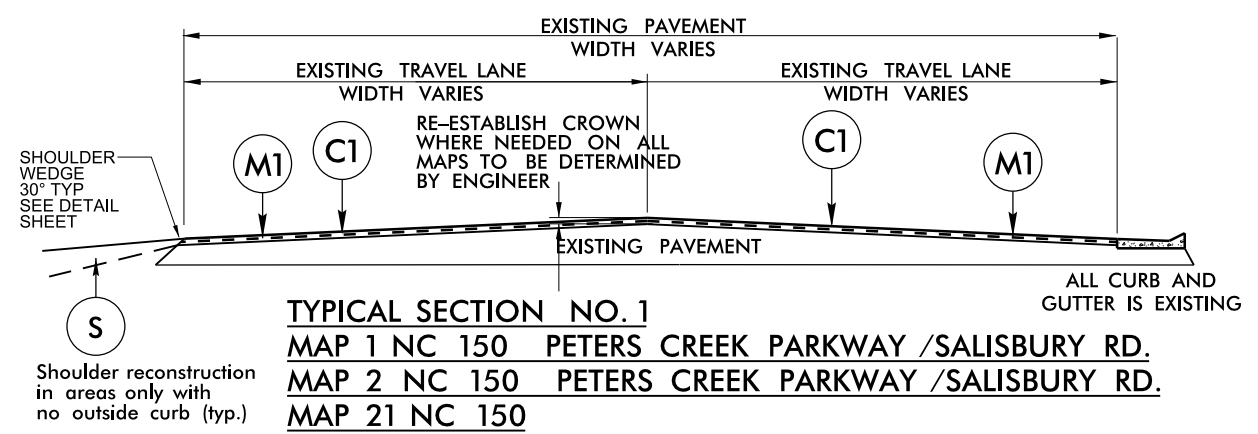 EXISTING PAVEMENT
WIDTH VARIES
EXISTING TRAVEL LANE
WIDTH VARIES
EXISTING TRAVEL LANE
WIDTH VARIES
RE-ESTABLISH CROWN
WHERE NEEDED ON ALL
MAPS TO BE DETERMINED
BY ENGINEER
SHOULDER
WEDGE
30° TYP
SEE DETAIL
SHEET
M1
C1
C1
M1
EXISTING PAVEMENT
S
ALL CURB AND
GUTTER IS EXISTING
Shoulder reconstruction
in areas only with
no outside curb (typ.)
TYPICAL SECTION NO. 1
MAP 1 NC 150 PETERS CREEK PARKWAY / SALISBURY RD.
MAP 2 NC 150 PETERS CREEK PARKWAY / SALISBURY RD.
MAP 21 NC 150